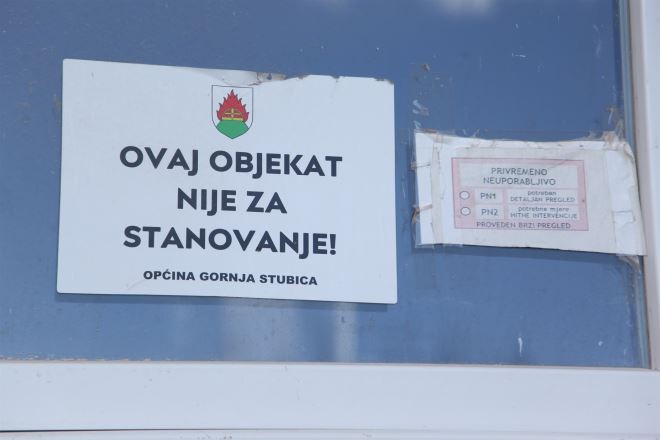 OVAJ OBJEKAT
NIJE ZA
STANOVANJE!
OPĆINA GORNJA STUBICA
PRIVREMENO
NEUPORABLJIVO
PN1 potreban
DETALJAN PREGLED
PN2 potrebne mjere
HITNE INTERVENCIJE
PROVEDEN BRZI PREGLED